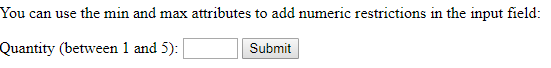 You can use the min and max attributes to add numeric restrictions in the input field:
Quantity (between 1 and 5): Submit